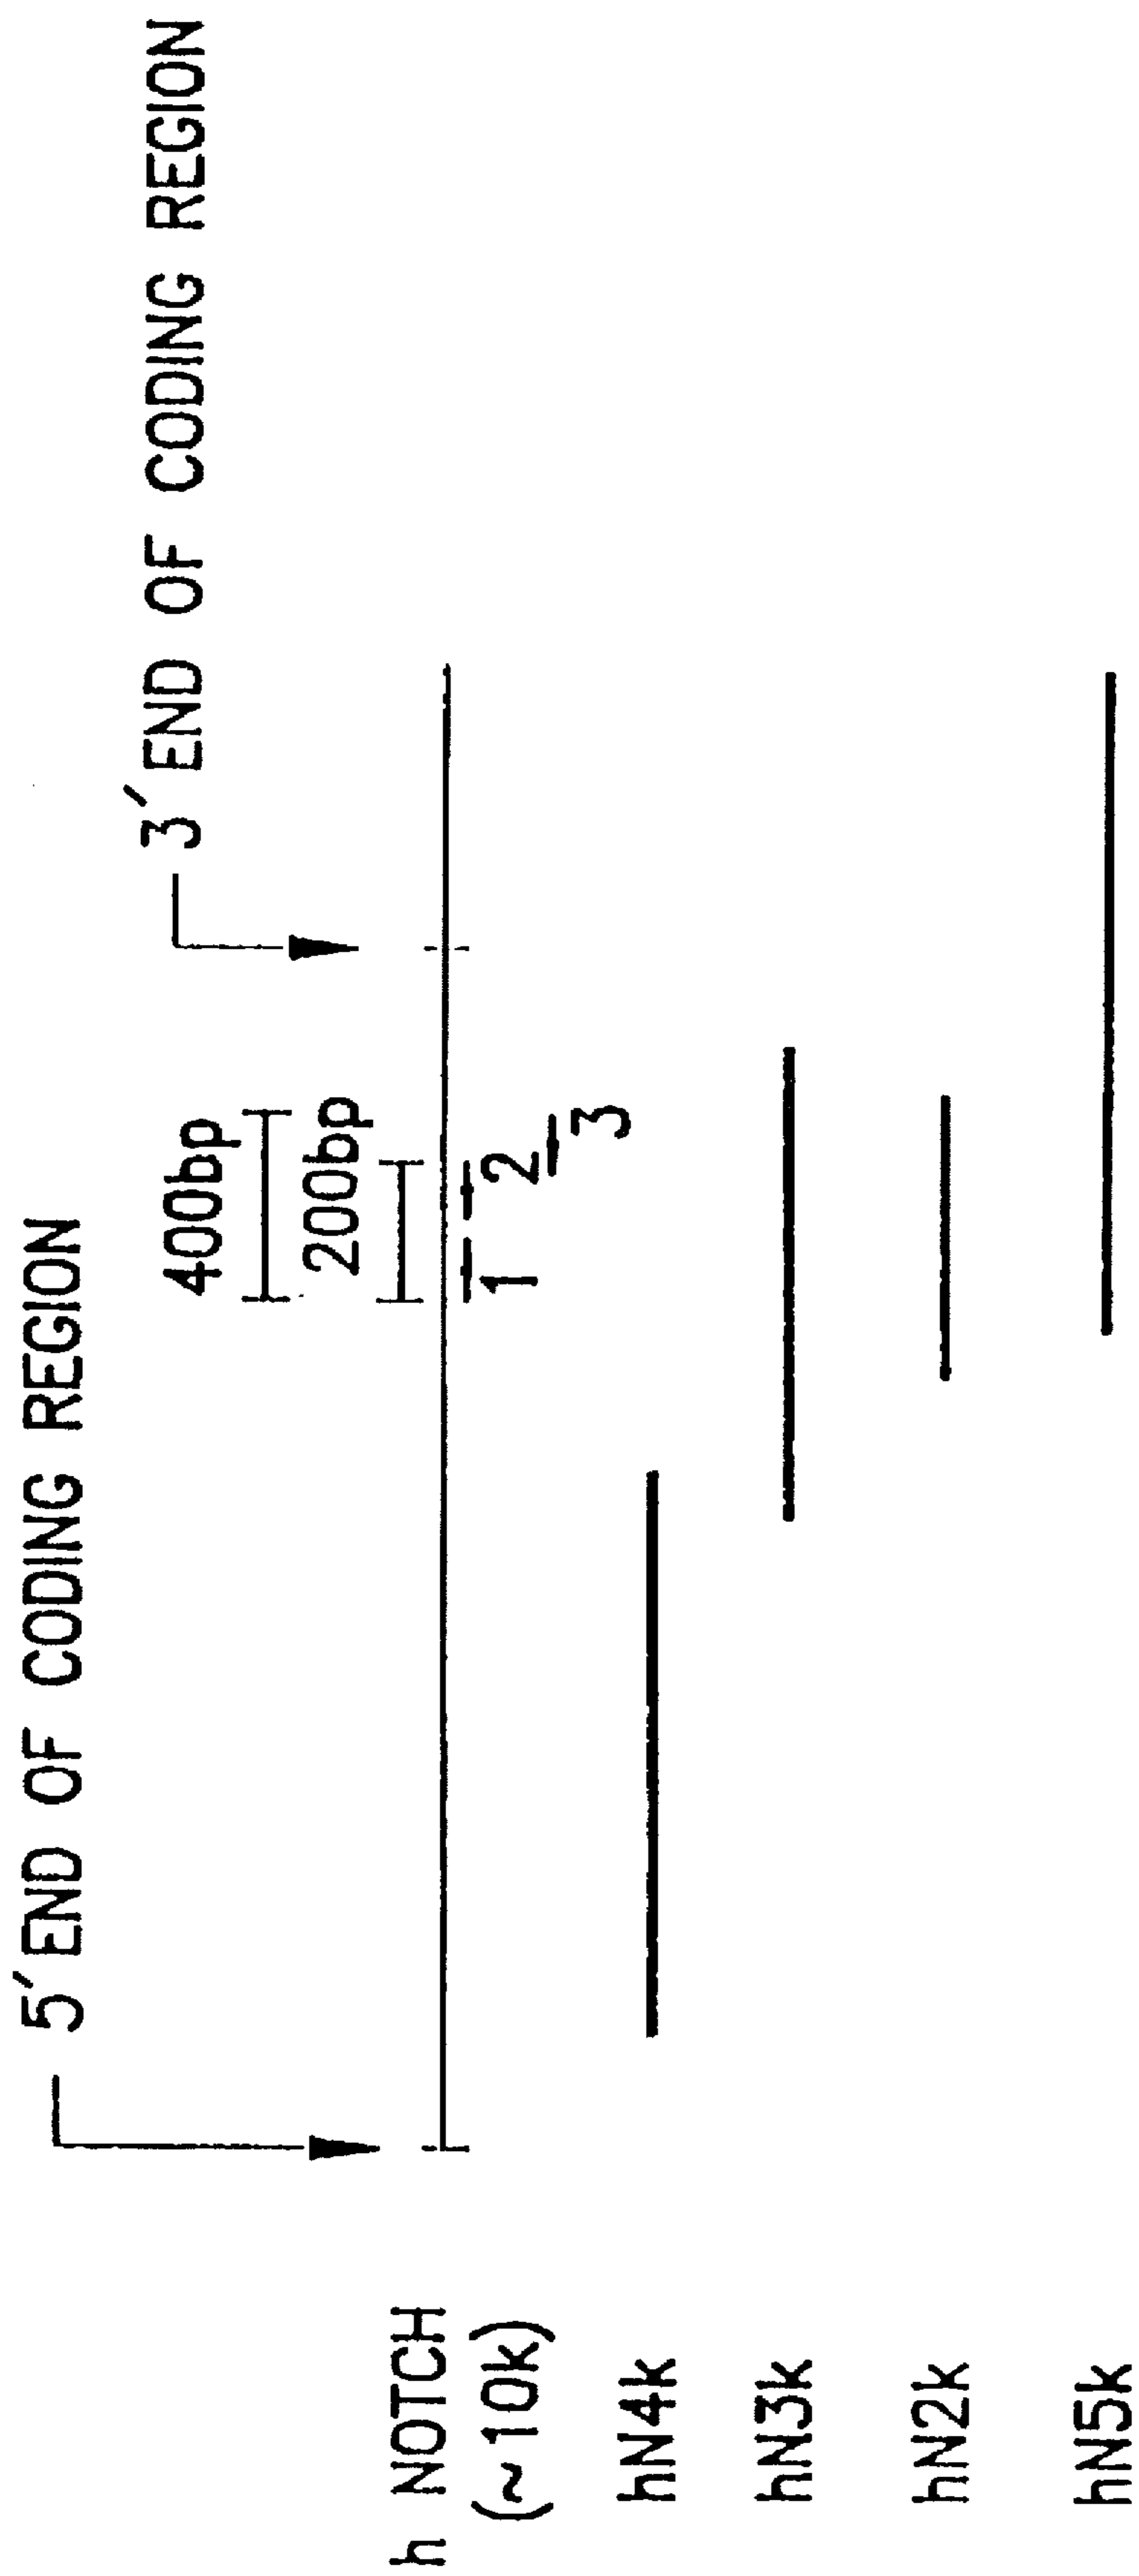 5′END OF CODING REGION
3′END OF CODING REGION
400bp
200bp
h NOTCH
(~10k)
1
2
3
hN4k
hN3k
hN2k
hN5k